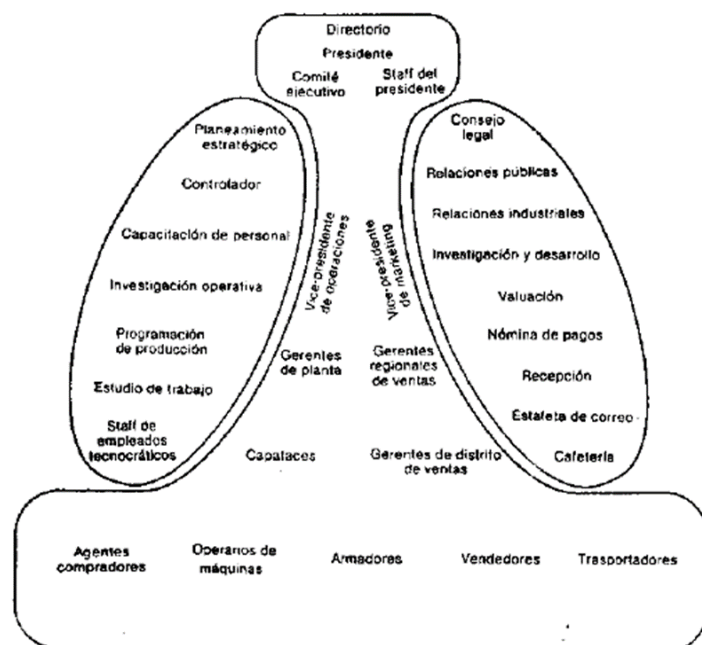 Directorio
Presidente
Comité
ejecutivo
Staff del
presidente
Planeamiento
estratégico
Controlador
Capacitación de personal
Investigación operativa
Programación
de producción
Estudio de trabajo
Staff de
empleados
tecnocráticos
Vice-presidente
de operaciones
Vice-presidente
de marketing
Gerentes
de planta
Gerentes
regionales
de ventas
Capataces
Gerentes de distrito
de ventas
Consejo
legal
Relaciones públicas
Relaciones industriales
Investigación y desarrollo
Valuación
Nómina de pagos
Recepción
Estafeta de correo
Cafetería
Agentes
compradores
Operarios de
máquinas
Armadores
Vendedores
Trasportadores